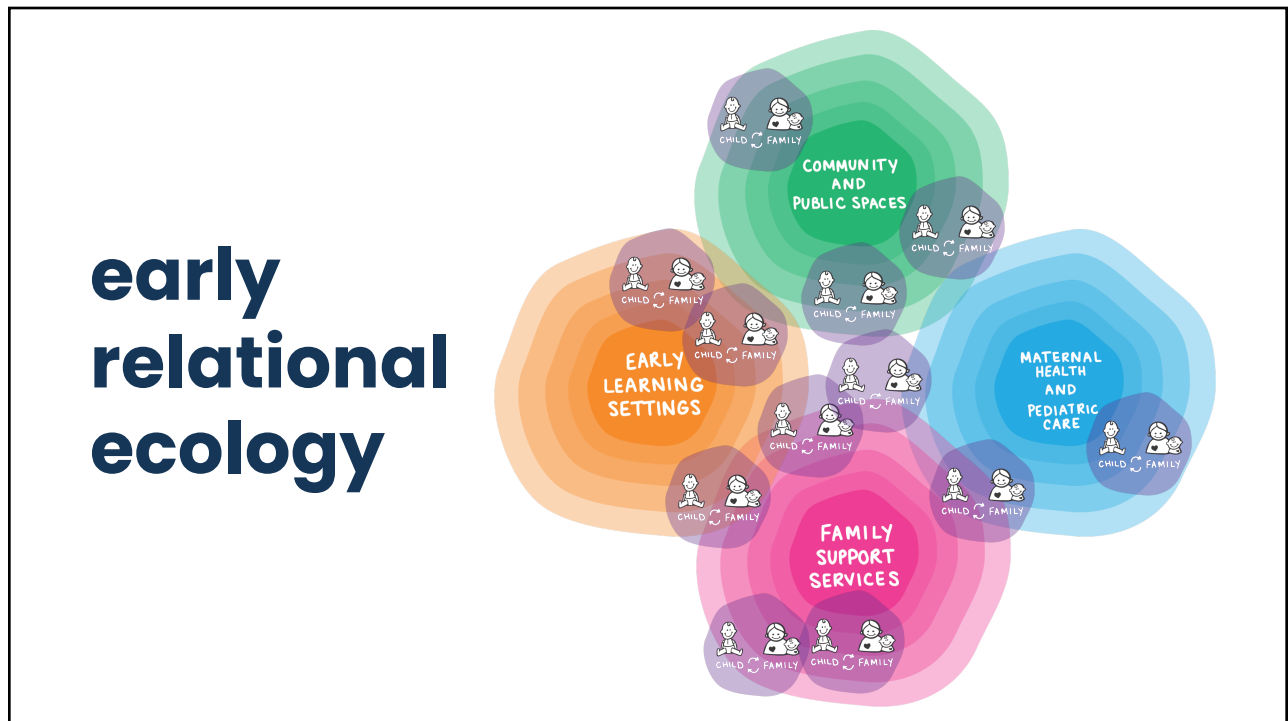 early
relational
ecology
CHILD FAMILY
COMMUNITY
AND
PUBLIC SPACES
CHILD FAMILY
CHILD FAMILY
CHILD FAMILY
CHILD FAMILY
EARLY
LEARNING
SETTINGS
MATERNAL
HEALTH
AND
PEDIATRIC
CARE
CHILD FAMILY
CHILD FAMILY
CHILD FAMILY
CHILD FAMILY
CHILD FAMILY
FAMILY
SUPPORT
SERVICES
CHILD FAMILY
CHILD FAMILY